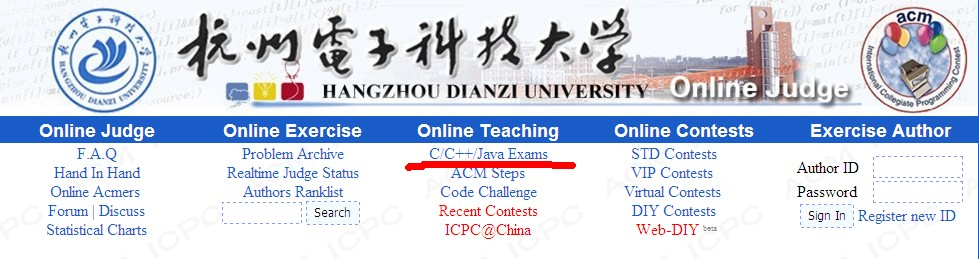 杭州電子科技大学
HANGZHOU DIANZI UNIVERSITY
HANGZHOU DIANZI UNIVERSITY
Online Judge
acm
International Collegiate Programming Contest
Online Judge
Online Exercise
Online Teaching
Online Contests
Exercise Author
F.A.Q
Hand In Hand
Online Acmers
Forum | Discuss
Statistical Charts
Problem Archive
Realtime Judge Status
Authors Ranklist
Search
C/C++/Java Exams
ACM Steps
Code Challenge
Recent Contests
ICPC@China
STD Contests
VIP Contests
Virtual Contests
DIY Contests
Web-DIY beta
Author ID
Password
Sign In Register new ID